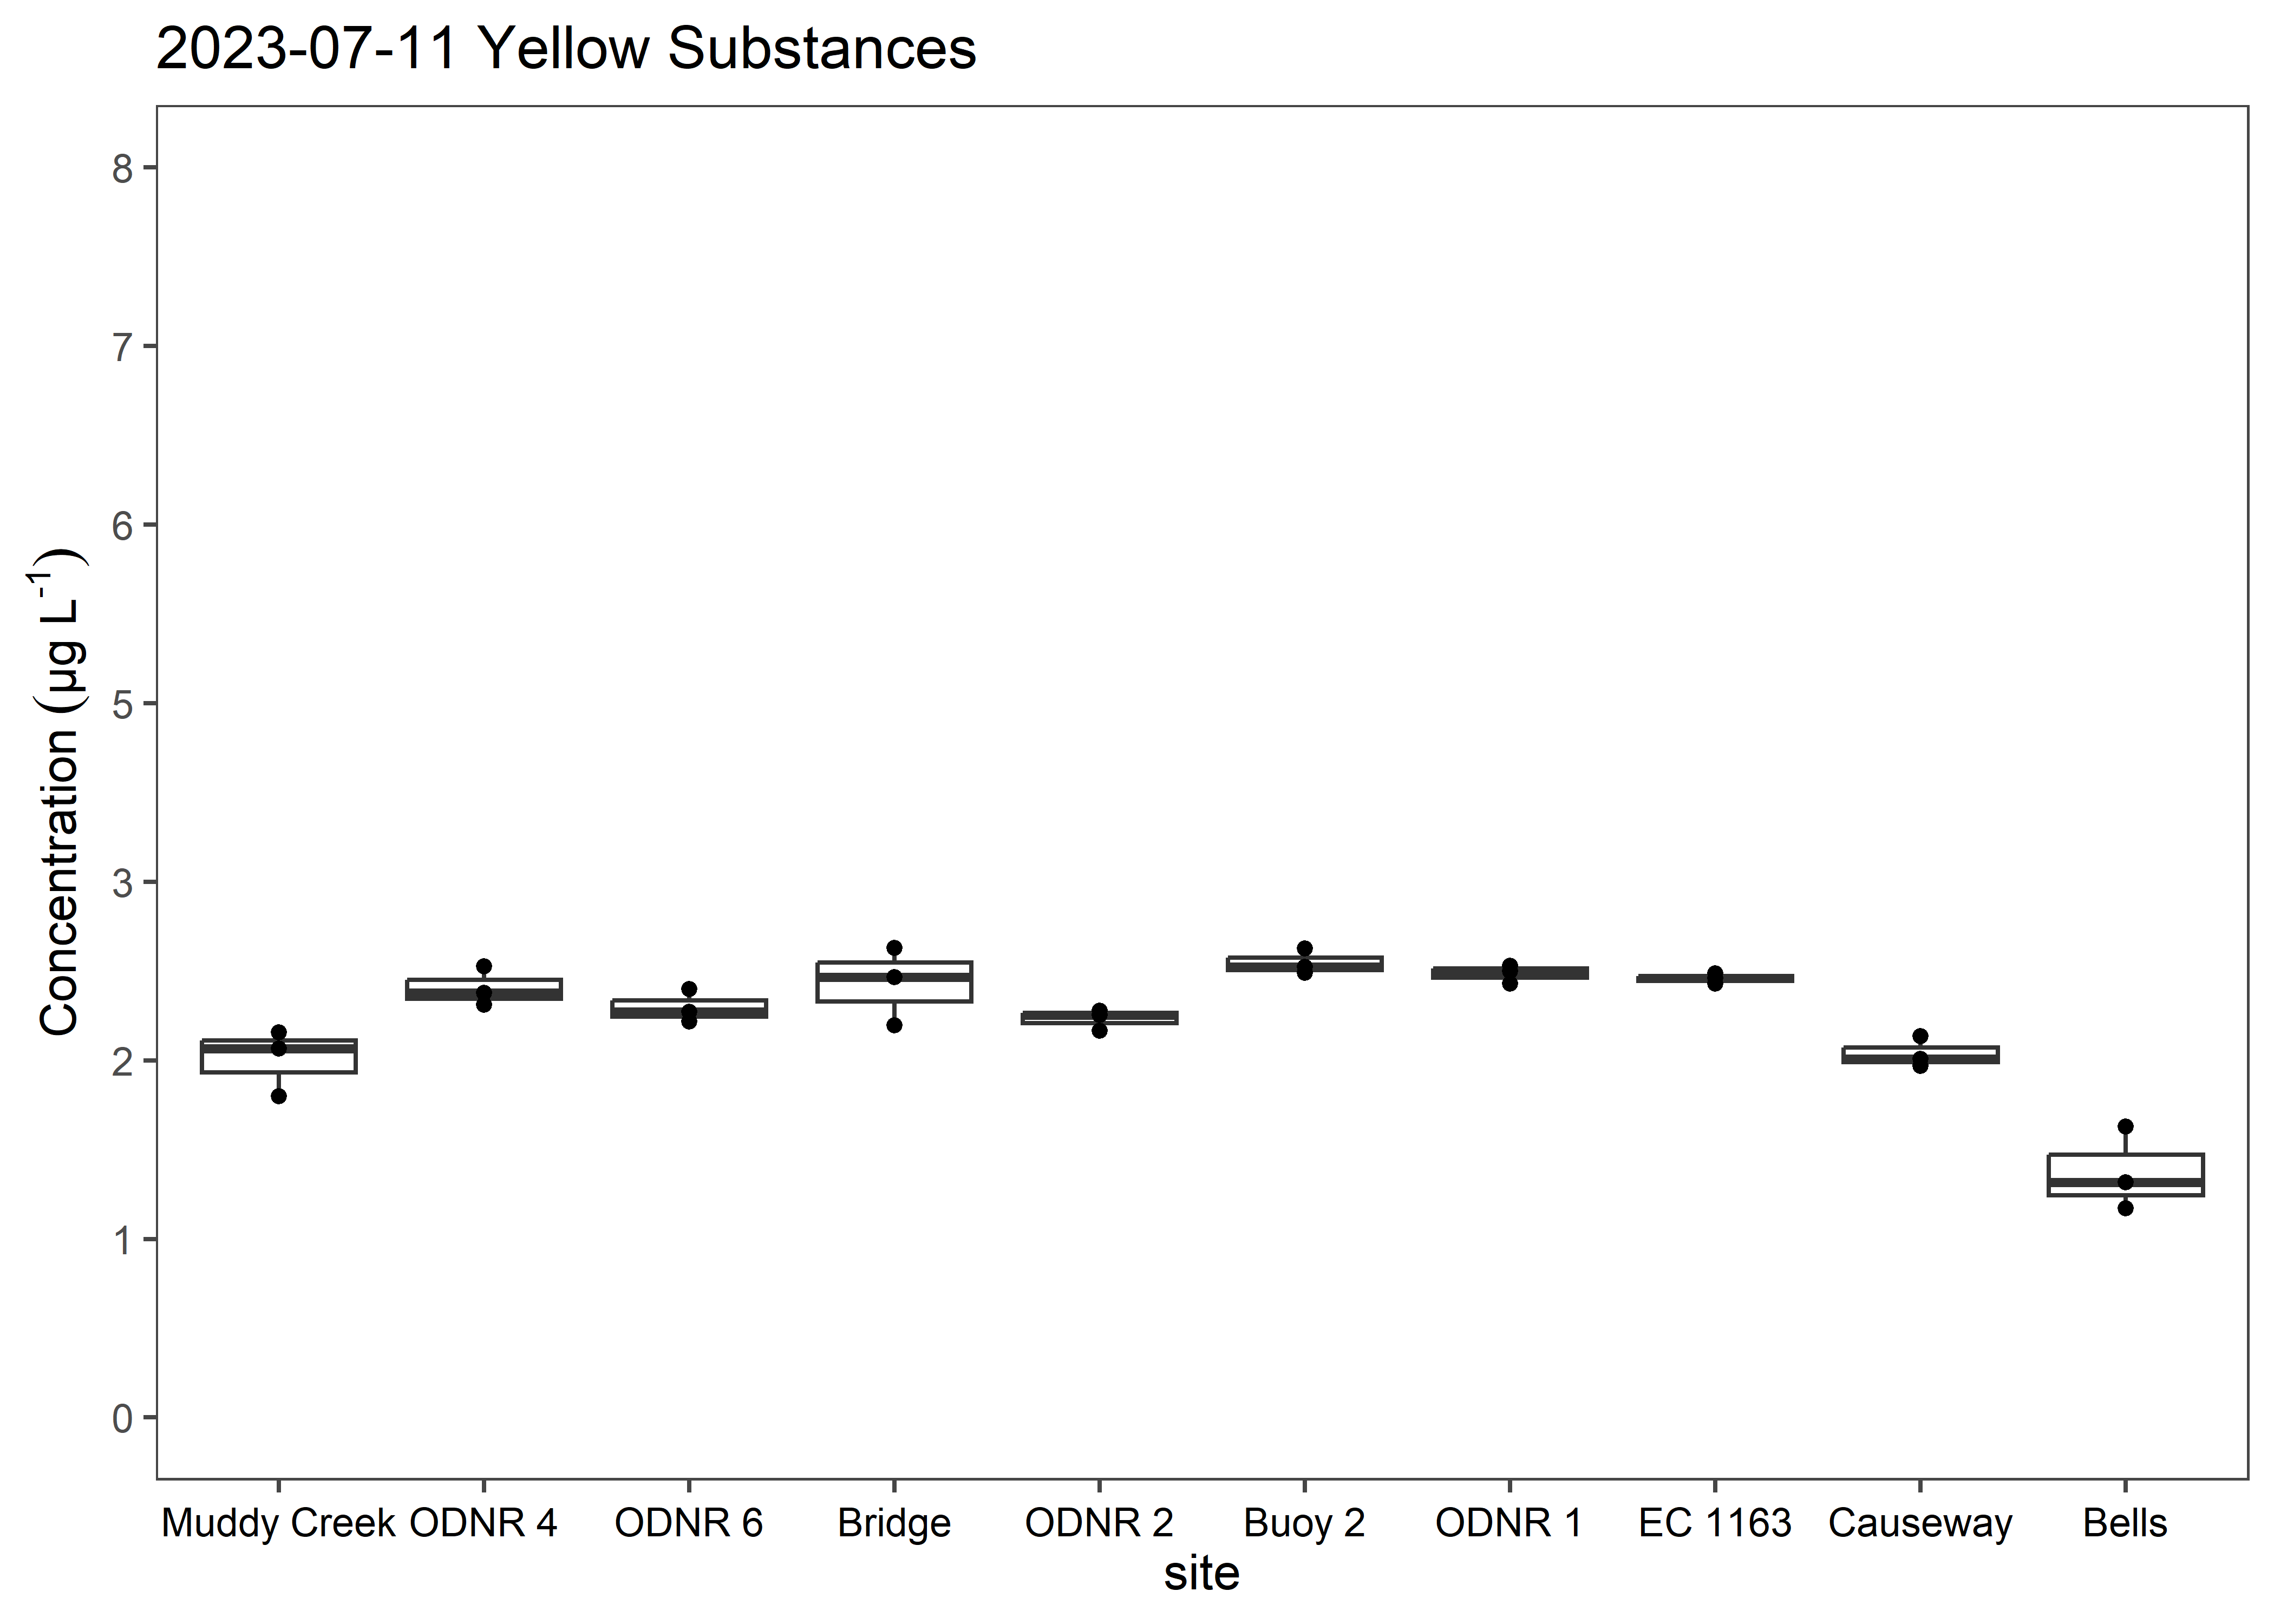 2023-07-11 Yellow Substances
Concentration (µg L⁻¹)
8
7
6
5
3
2
1
0
Muddy Creek ODNR 4 ODNR 6 Bridge ODNR 2 Buoy 2 ODNR 1 EC 1163 Causeway Bells
site